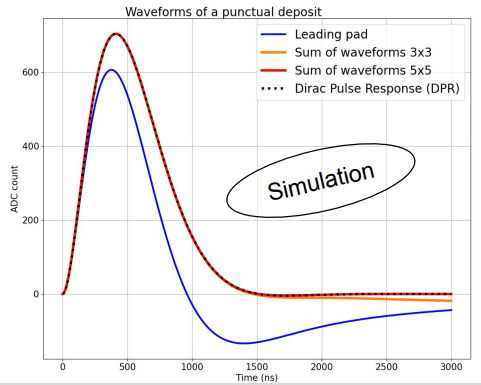 Waveforms of a punctual deposit
Leading pad
Sum of waveforms 3x3
Sum of waveforms 5x5
Dirac Pulse Response (DPR)
Simulation
ADC count
600
400
200
0
0
500
1000
1500
2000
2500
3000
Time (ns)